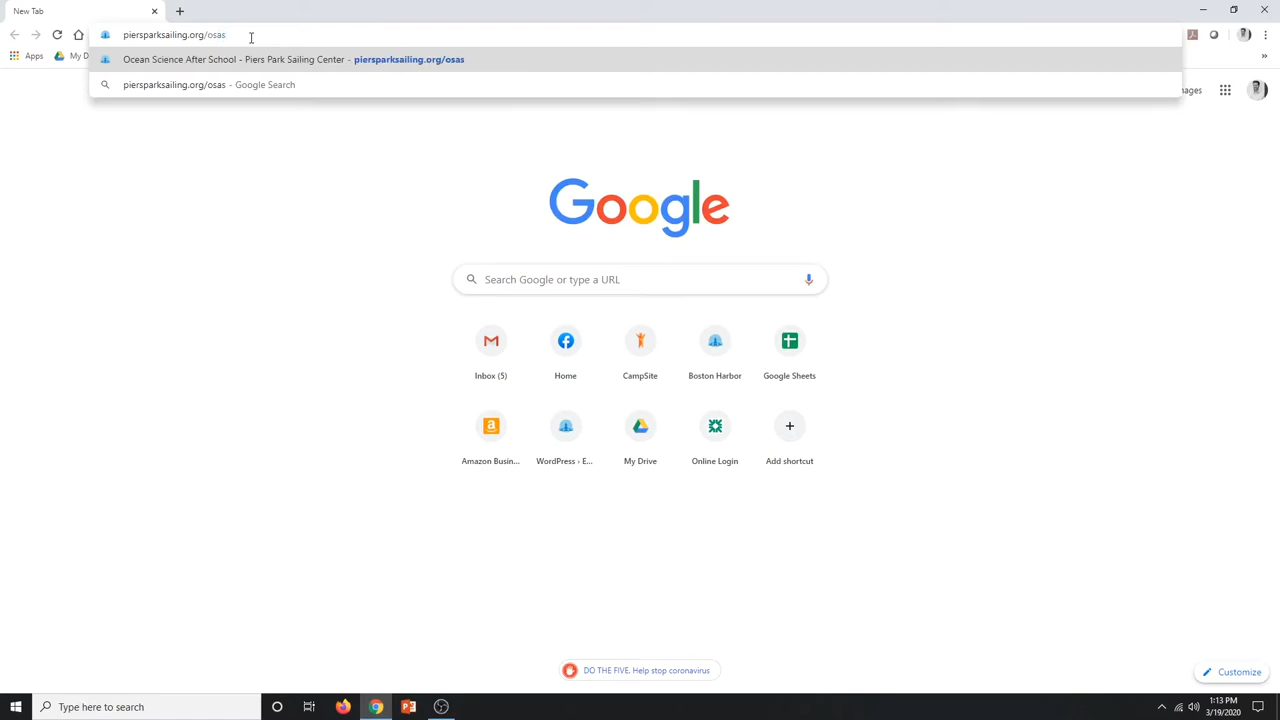 New Tab
piersparksailing.org/osas
Ocean Science After School - Piers Park Sailing Center - piersparksailing.org/osas
Apps
My D
piersparksailing.org/osas - Google Search
Google
Search Google or type a URL
Inbox (5)
Home
CampSite
Boston Harbor
Google Sheets
Amazon Busin...
WordPress › E...
My Drive
Online Login
Add shortcut
DO THE FIVE. Help stop coronavirus
Customize
Type here to search
1:13 PM
3/19/2020